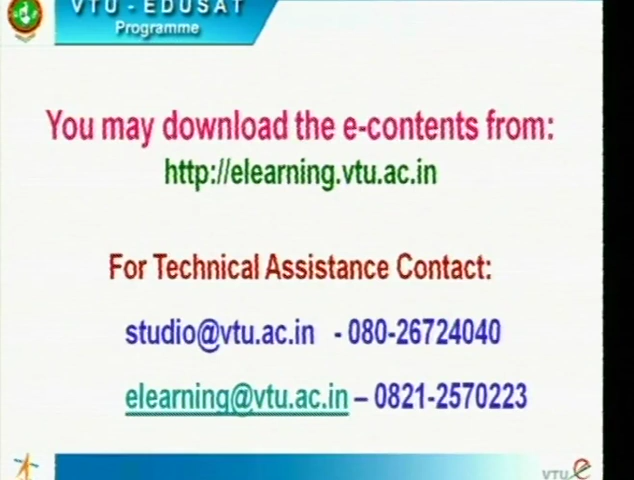 VTU - EDUSAT
Programme
You may download the e-contents from:
http://elearning.vtu.ac.in
For Technical Assistance Contact:
studio@vtu.ac.in - 080-26724040
elearning@vtu.ac.in – 0821-2570223
VTU e